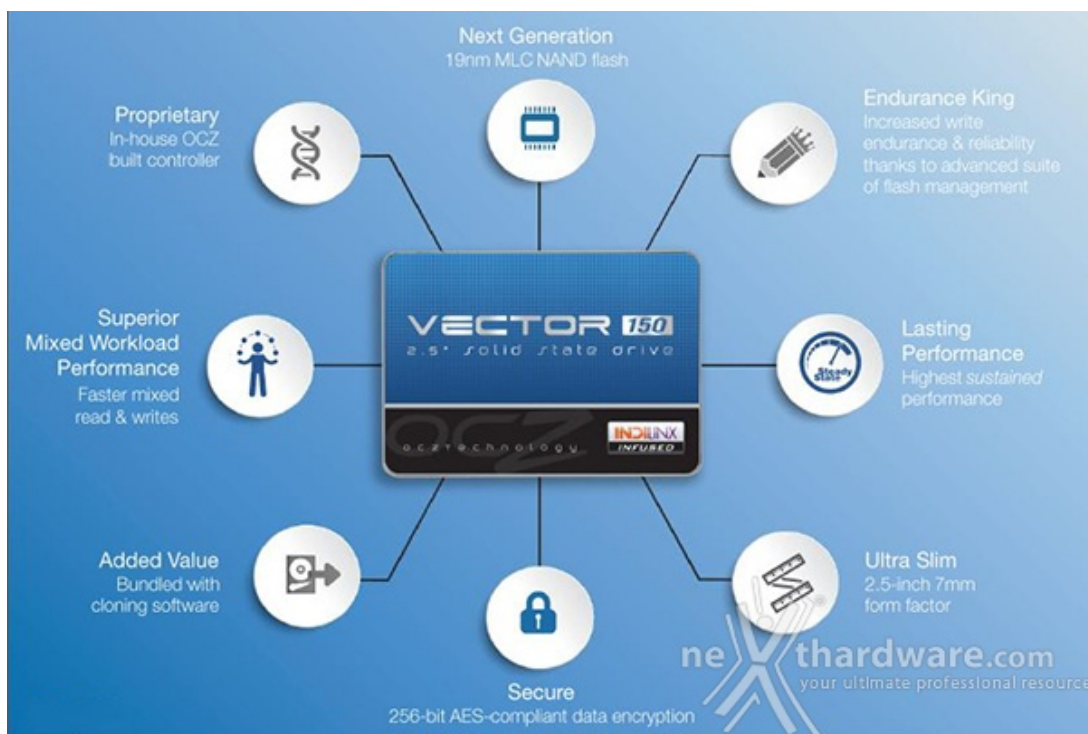 Next Generation
19nm MLC NAND flash
Proprietary
In-house OCZ
built controller
Endurance King
Increased write
endurance & reliability
thanks to advanced suite
of flash management
VECTOR 150
2.5" solid state drive
OCZ
ocztechnology
INDILINX
INFUSED
Superior
Mixed Workload
Performance
Faster mixed
read & writes
Steady
State
Lasting
Performance
Highest sustained
performance
Added Value
Bundled with
cloning software
Ultra Slim
2.5-inch 7mm
form factor
Secure
256-bit AES-compliant data encryption
nexthardware.com
your ultimate professional resource
®